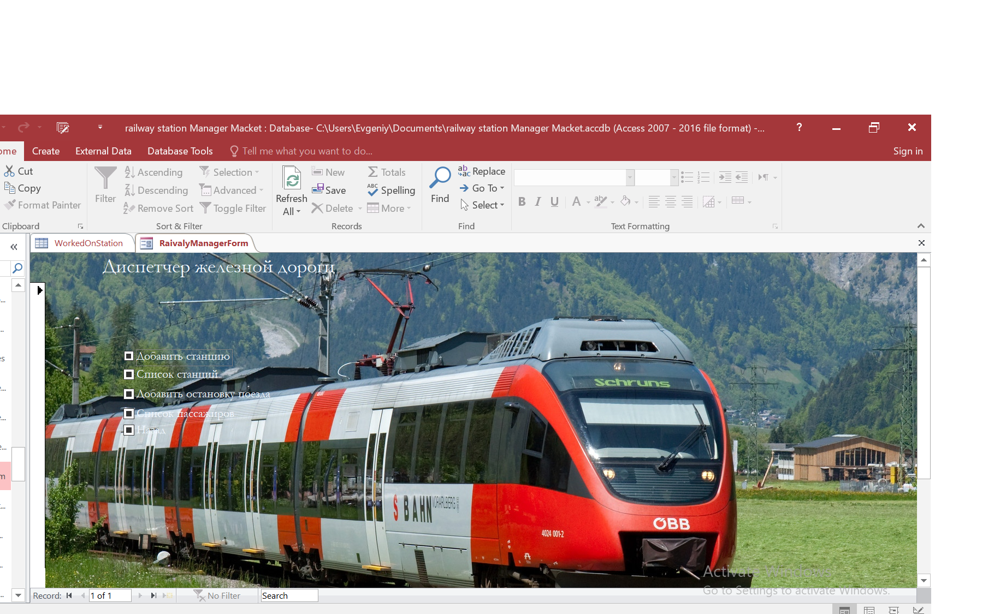 railway station Manager Macket : Database- C:\Users\Evgeniy\Documents\railway station Manager Macket.accdb (Access 2007 - 2016 file format) -...
?
ome Create External Data Database Tools Tell me what you want to do... Sign in
Cut
Copy
Format Painter
Clipboard
Filter
Ascending
Descending
Remove Sort
Selection
Advanced
Toggle Filter
Sort & Filter
Refresh
All
New
Save
Delete
Totals
Spelling
More
Records
Find
Replace
Go To
Select
Find
B I U A
Text Formatting
WorkedOnStation RaivalyManagerForm
Диспетчер железной дороги
Добавить станцию
Список станций
Добавить остановку поезда
Список пассажиров
Назад
Schruns
S BAHN VORARLBERG
ÖBB
4024 001-2
Activate Windows
Go to Settings to activate Windows.
Record: 1 of 1 No Filter Search